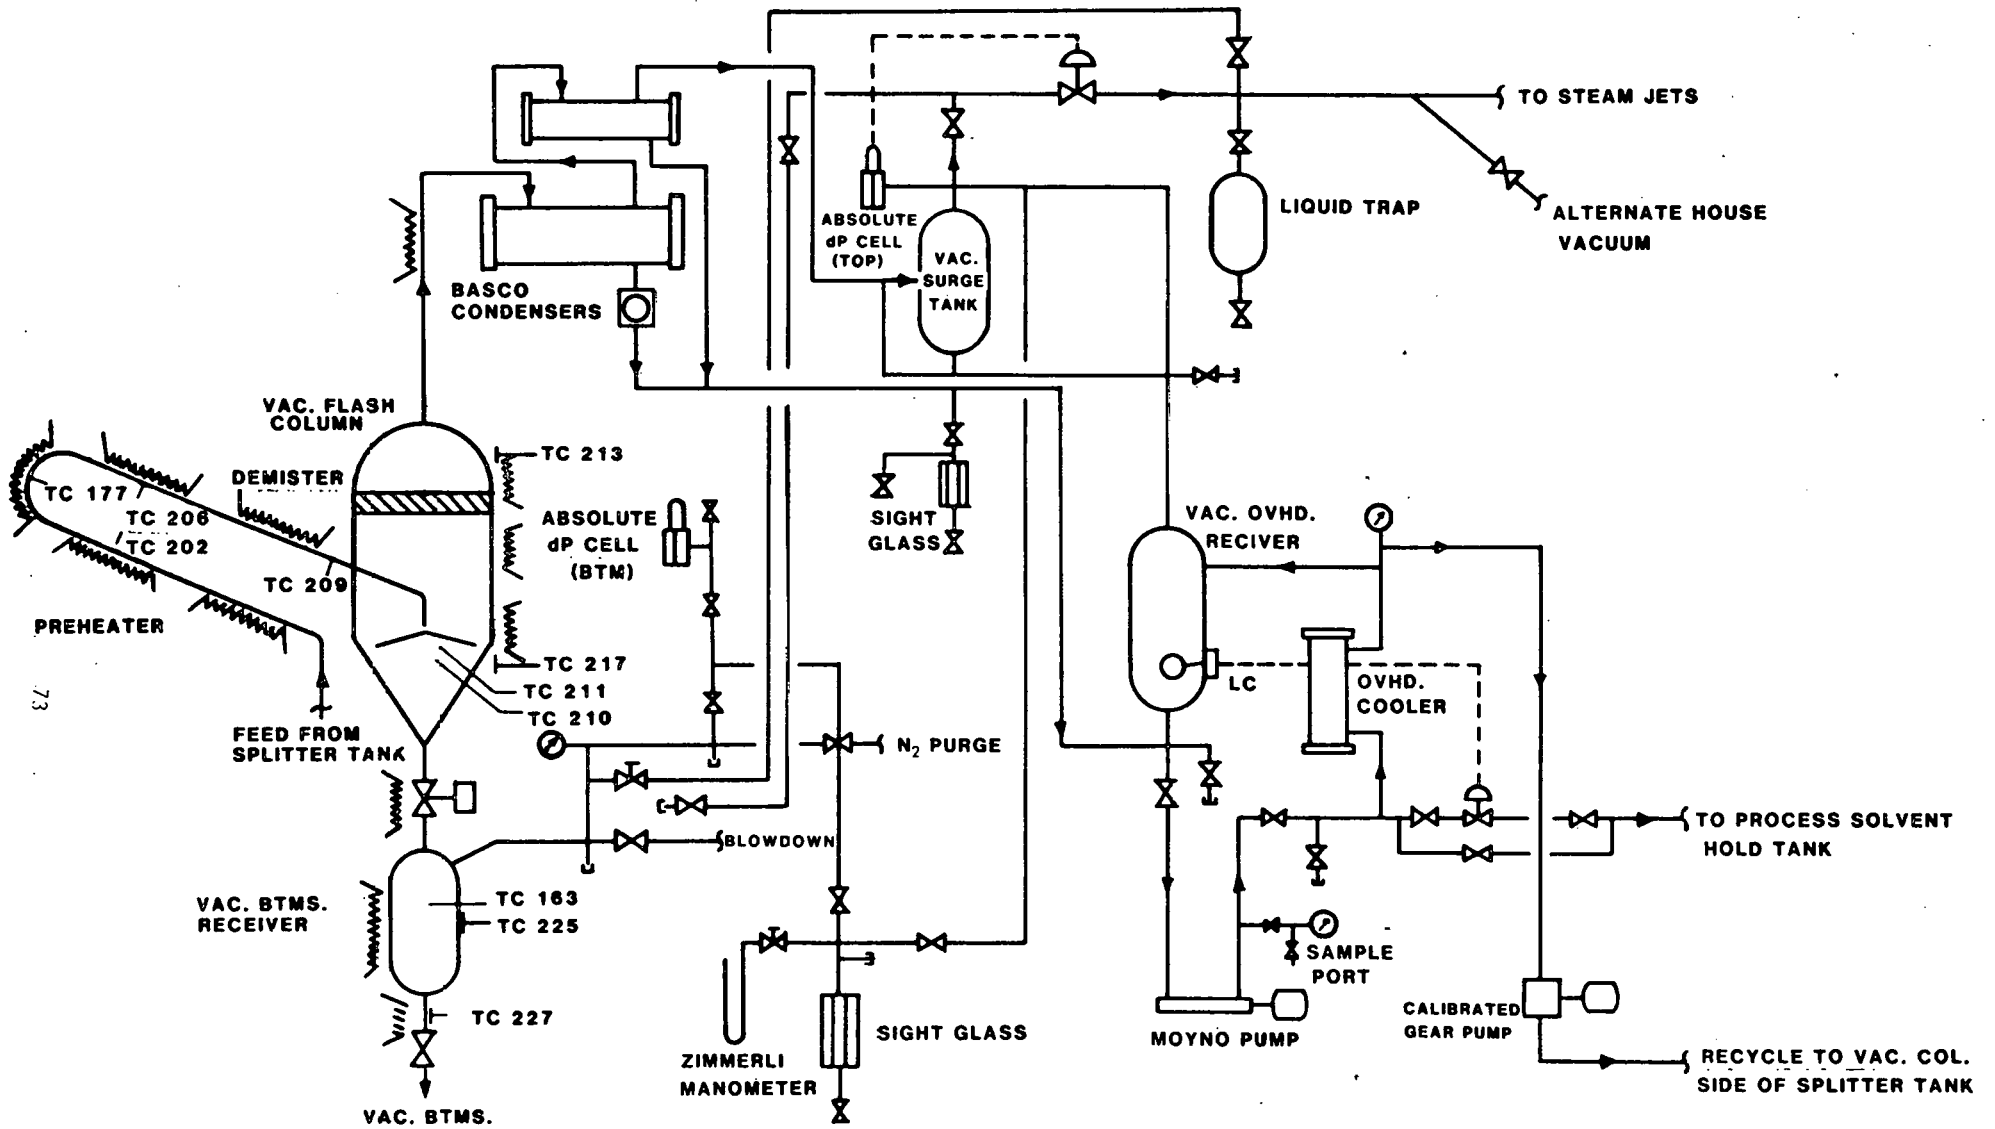 TO STEAM JETS
LIQUID TRAP
ALTERNATE HOUSE
VACUUM
ABSOLUTE
dP CELL
(TOP)
VAC.
SURGE
TANK
BASCO
CONDENSERS
VAC. FLASH
COLUMN
DEMISTER
TC 213
TC 177
TC 206
TC 202
TC 209
ABSOLUTE
dP CELL
(BTM)
SIGHT
GLASS
VAC. OVHD.
RECIVER
PREHEATER
TC 217
TC 211
TC 210
LC
OVHD.
COOLER
73
FEED FROM
SPLITTER TANK
N2 PURGE
BLOWDOWN
TO PROCESS SOLVENT
HOLD TANK
VAC. BTMS.
RECEIVER
TC 163
TC 225
SAMPLE
PORT
TC 227
ZIMMERLI
MANOMETER
SIGHT GLASS
MOYNO PUMP
CALIBRATED
GEAR PUMP
RECYCLE TO VAC. COL.
SIDE OF SPLITTER TANK
VAC. BTMS.